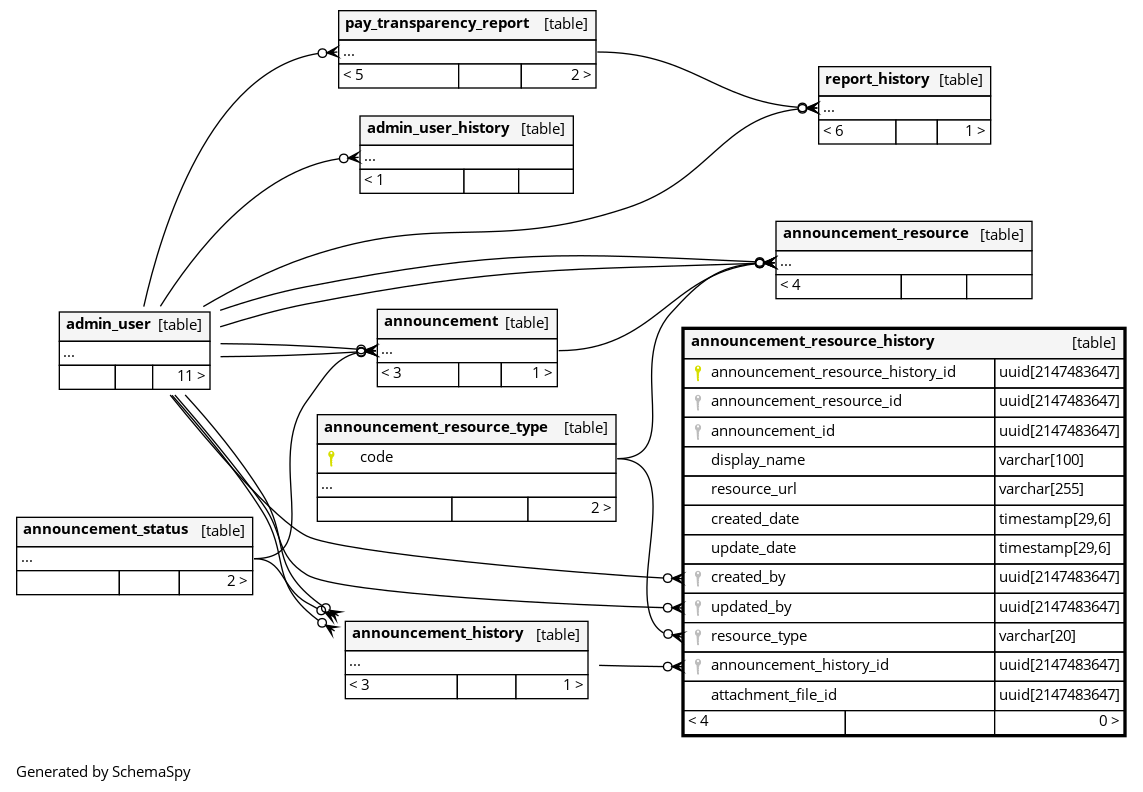 pay_transparency_report [table]
...
< 5 2 >
report_history [table]
...
< 6 1 >
admin_user_history [table]
...
< 1
announcement_resource [table]
...
< 4
admin_user [table]
...
11 >
announcement [table]
...
< 3 1 >
announcement_resource_history [table]
announcement_resource_history_id uuid[2147483647]
announcement_resource_id uuid[2147483647]
announcement_id uuid[2147483647]
display_name varchar[100]
resource_url varchar[255]
created_date timestamp[29,6]
update_date timestamp[29,6]
created_by uuid[2147483647]
updated_by uuid[2147483647]
resource_type varchar[20]
announcement_history_id uuid[2147483647]
attachment_file_id uuid[2147483647]
< 4 0 >
announcement_resource_type [table]
code
...
2 >
announcement_status [table]
...
2 >
announcement_history [table]
...
< 3 1 >
Generated by SchemaSpy